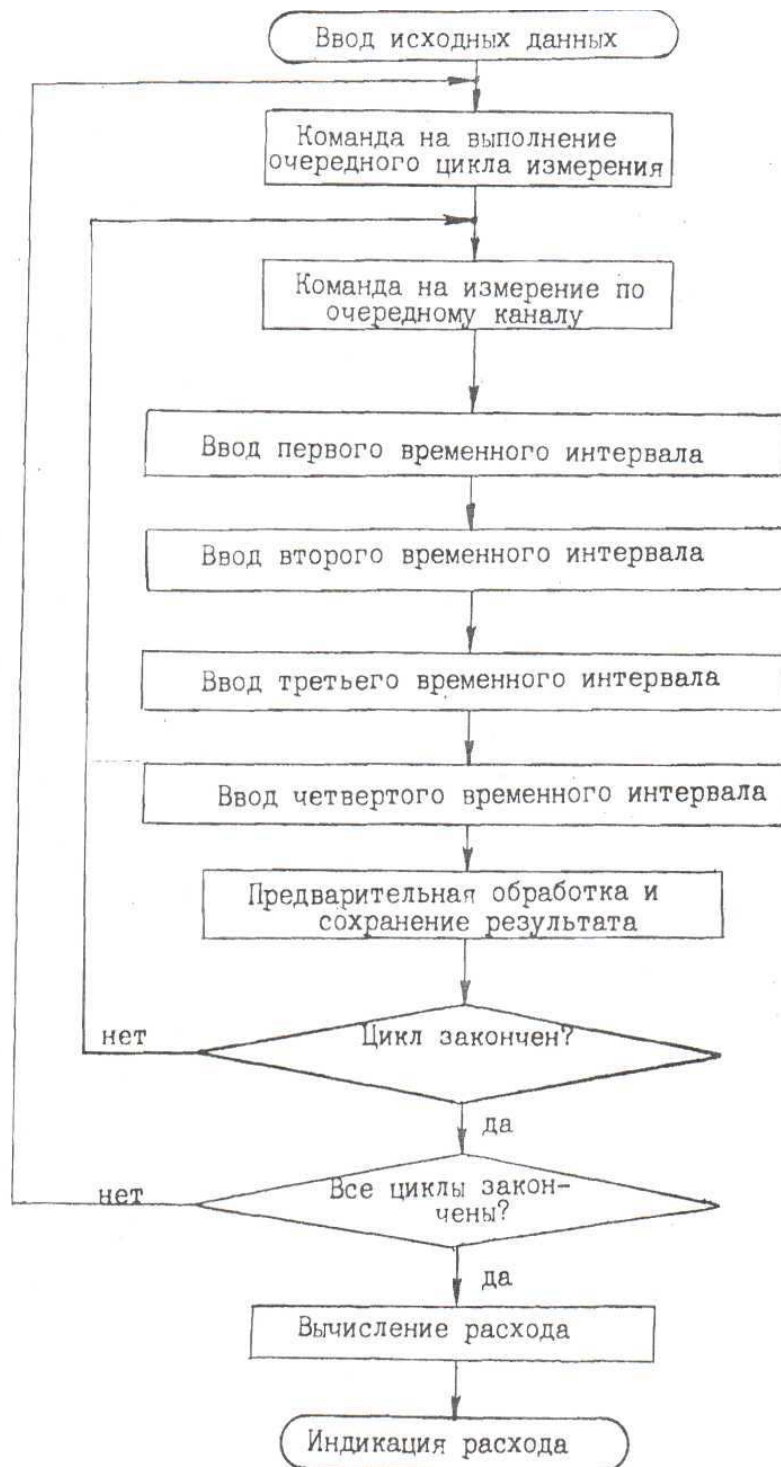 Ввод исходных данных
Команда на выполнение
очередного цикла измерения
Команда на измерение по
очередному каналу
Ввод первого временного интервала
Ввод второго временного интервала
Ввод третьего временного интервала
Ввод четвертого временного интервала
Предварительная обработка и
сохранение результата
Цикл закончен?
нет
да
Все циклы закон-
чены?
нет
да
Вычисление расхода
Индикация расхода